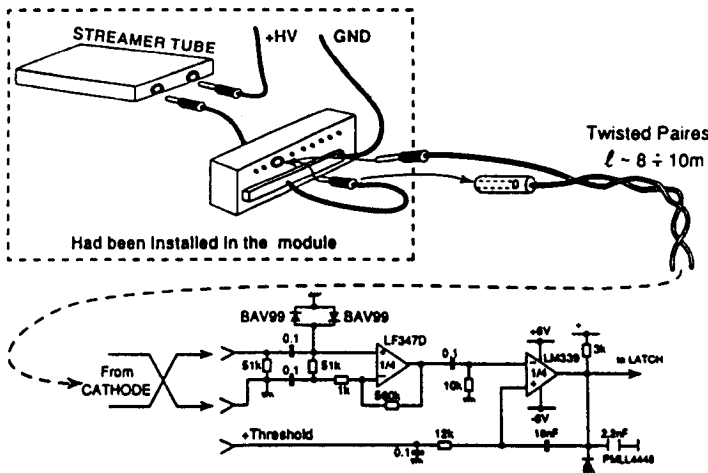 STREAMER TUBE
+HV
GND
Twisted Paires
ℓ ~ 8 ÷ 10m
Had been installed in the module
BAV99
BAV99
From
CATHODE
0.1
51k
0.1
51k
1k
LF347D
1/4
560k
0.1
10k
+6V
LM339
1/4
-6V
+
3k
to LATCH
+Threshold
0.1
12k
18nF
2,2nF
PMLL4448